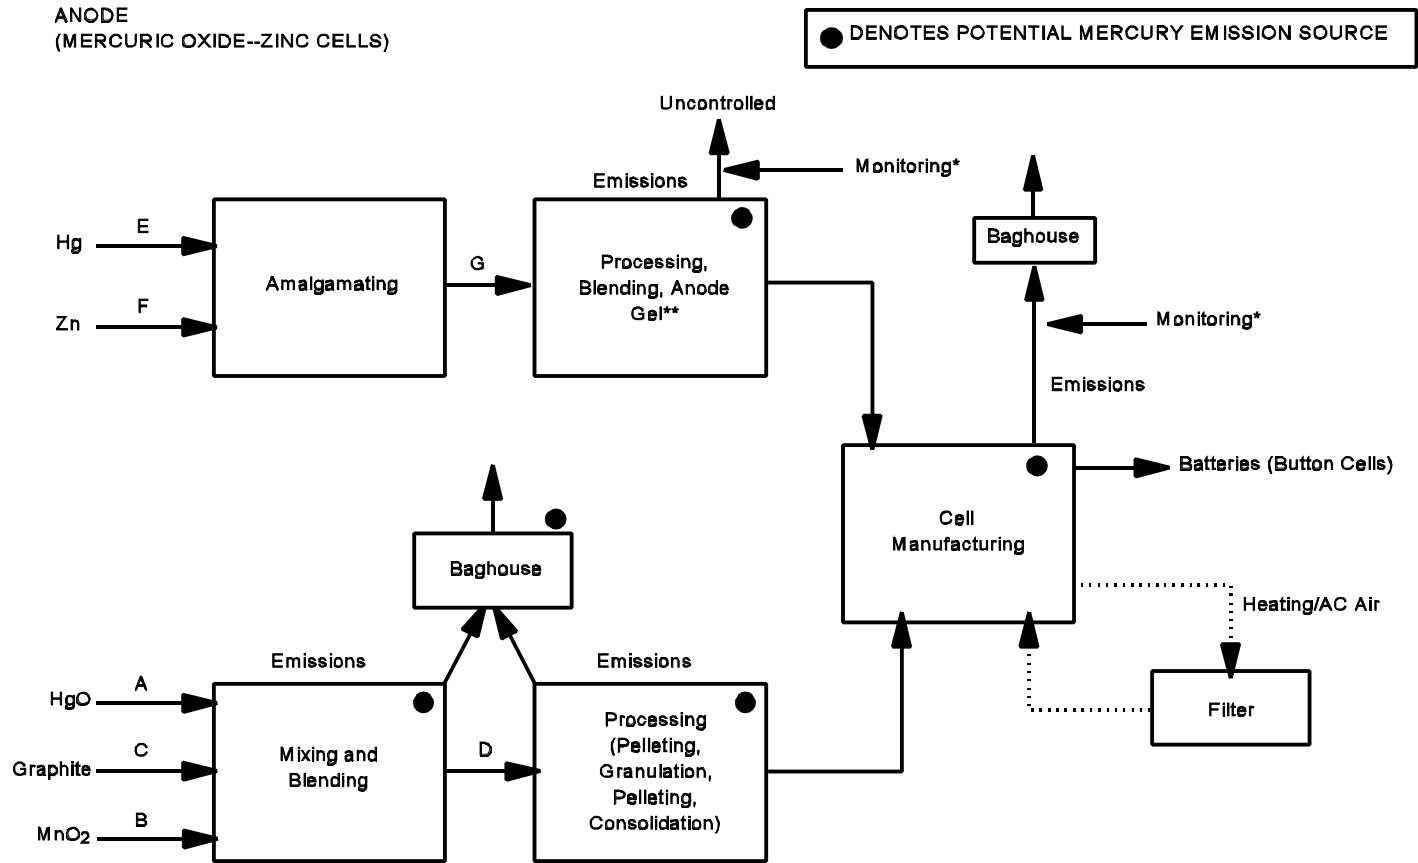 ANODE
(MERCURIC OXIDE--ZINC CELLS)
DENOTES POTENTIAL MERCURY EMISSION SOURCE
Uncontrolled
Monitoring*
Emissions
Hg
E
Zn
F
Amalgamating
G
Processing,
Blending, Anode
Gel**
Baghouse
Monitoring*
Emissions
Batteries (Button Cells)
Cell
Manufacturing
Heating/AC Air
Filter
Baghouse
Emissions
Emissions
HgO
A
Graphite
C
MnO2
B
Mixing and
Blending
D
Processing
(Pelleting,
Granulation,
Pelleting,
Consolidation)